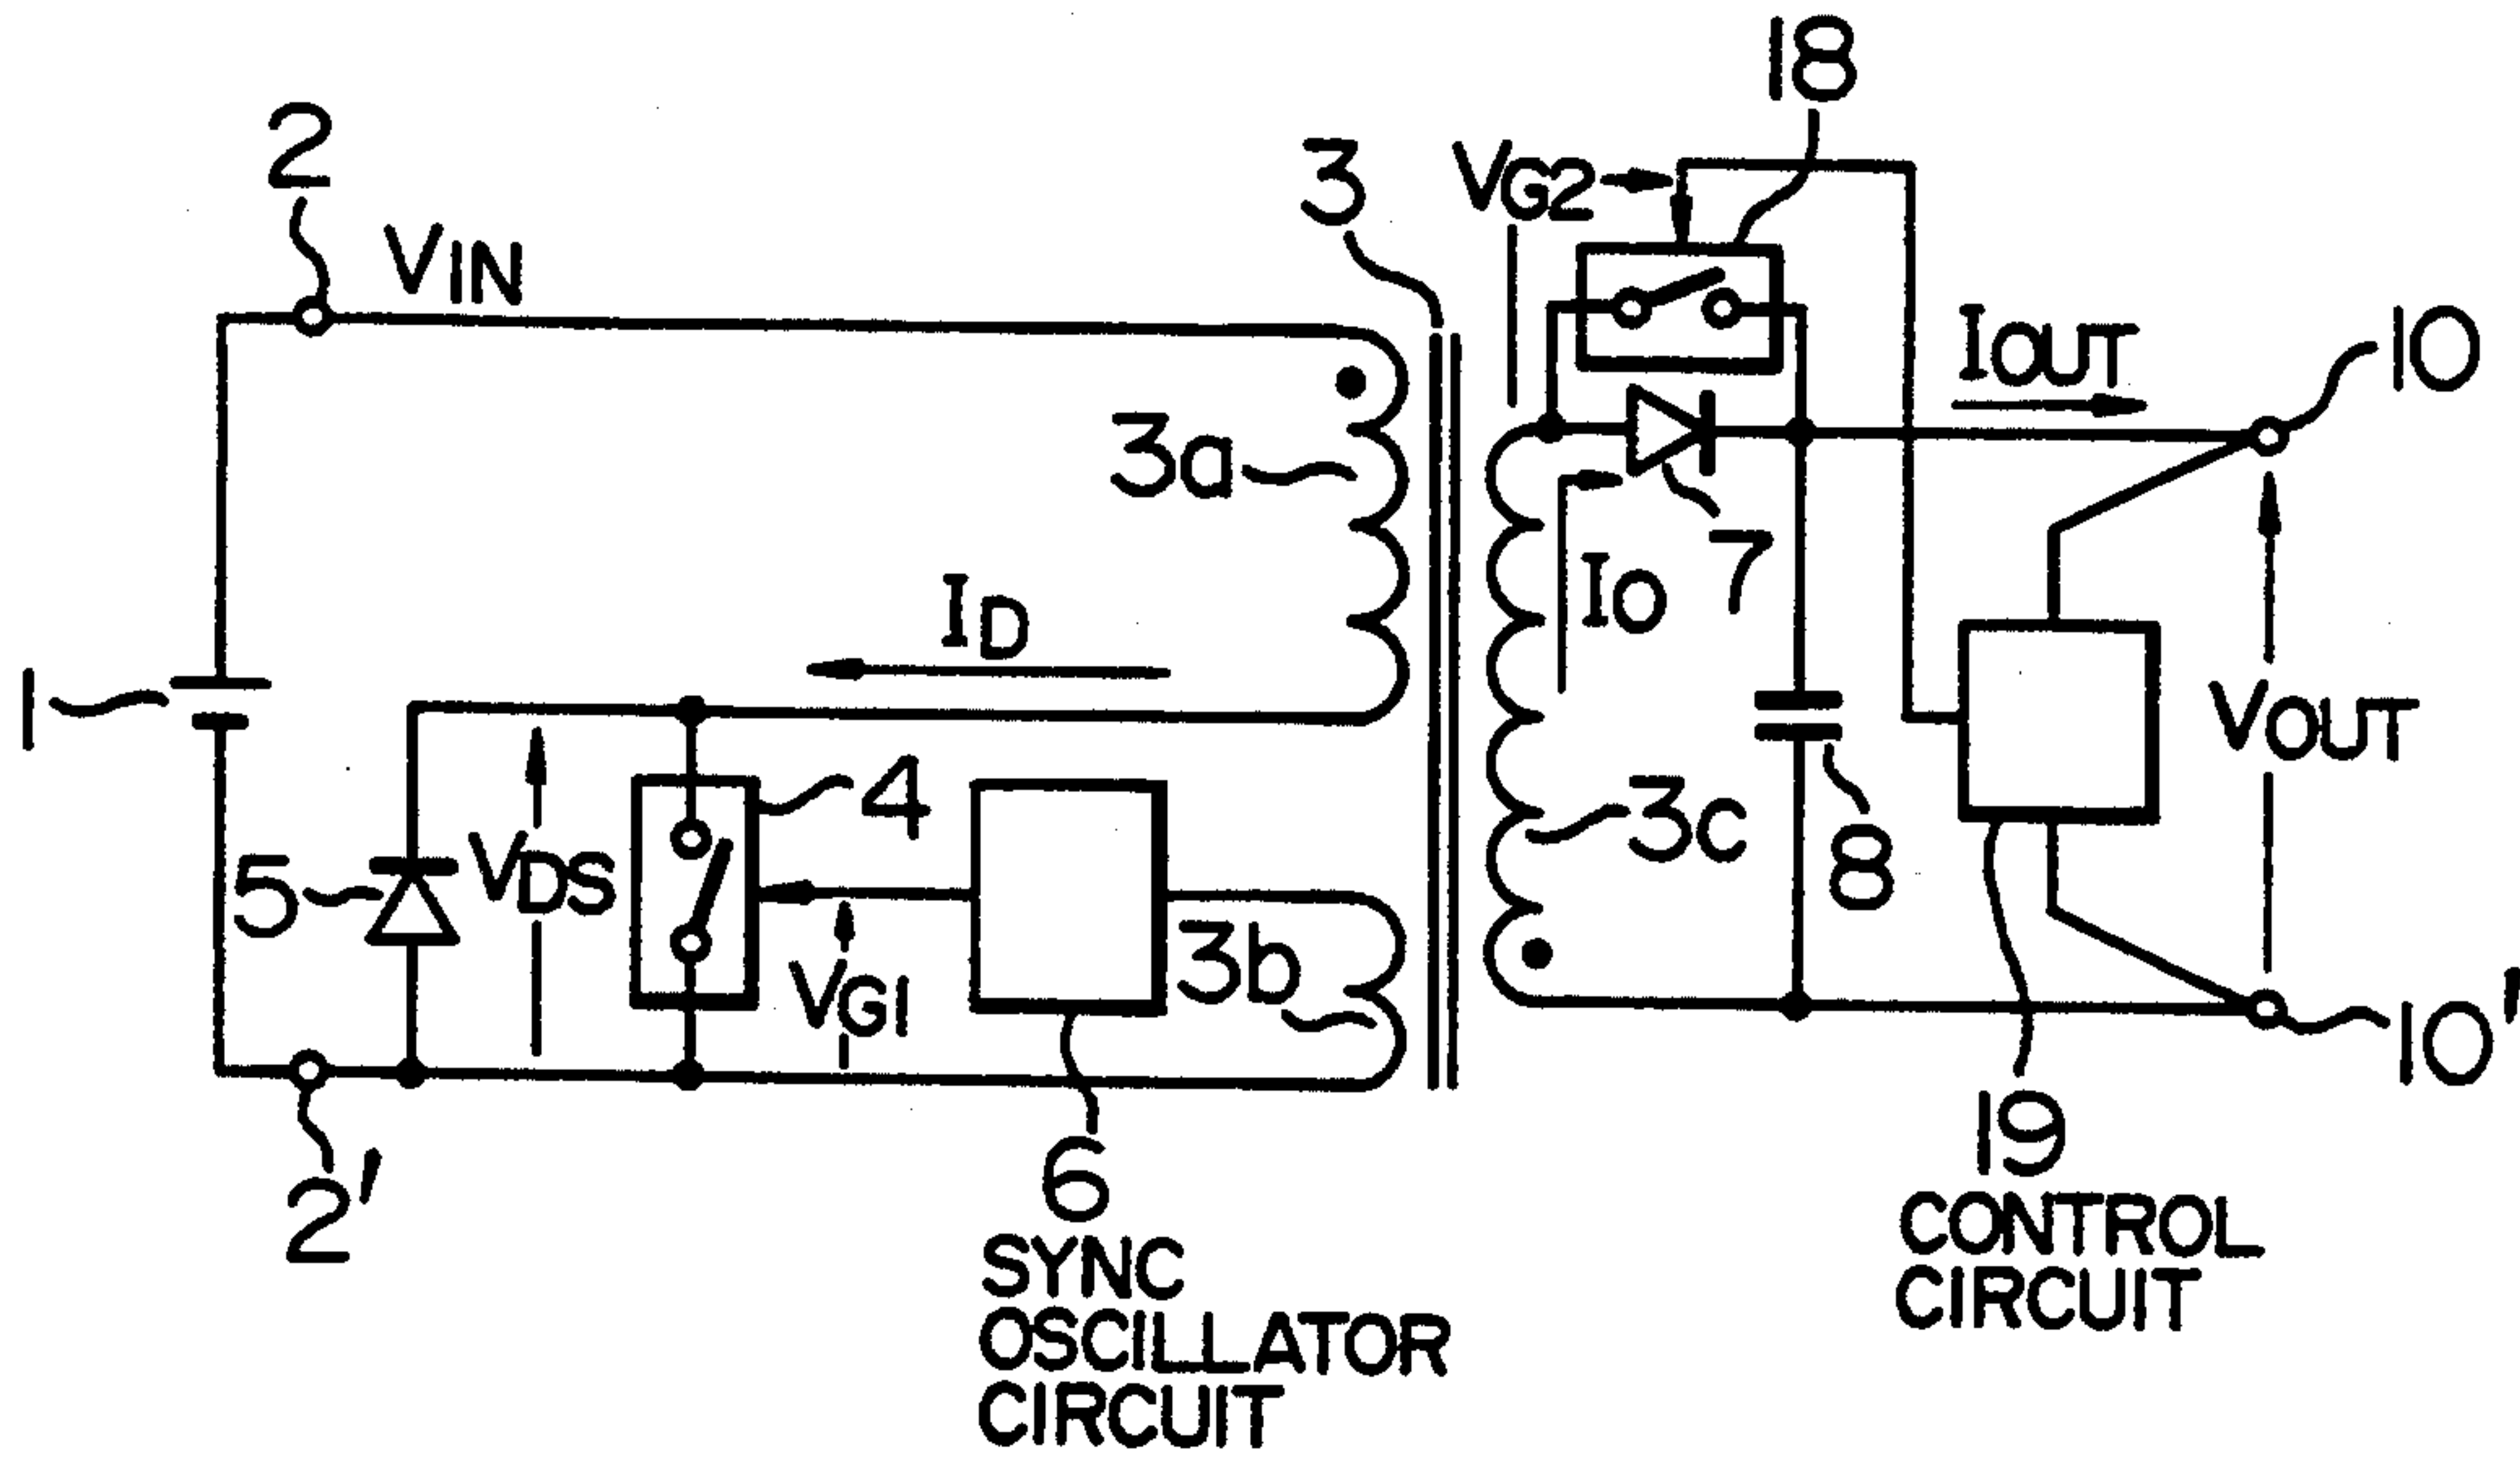 18
2
VIN
3
VG2
IOUT
10
3a
ID
IO
7
1
VOUT
4
3c
8
5
VDS
3b
VG1
10'
2'
6
SYNC
OSCILLATOR
CIRCUIT
19
CONTROL
CIRCUIT